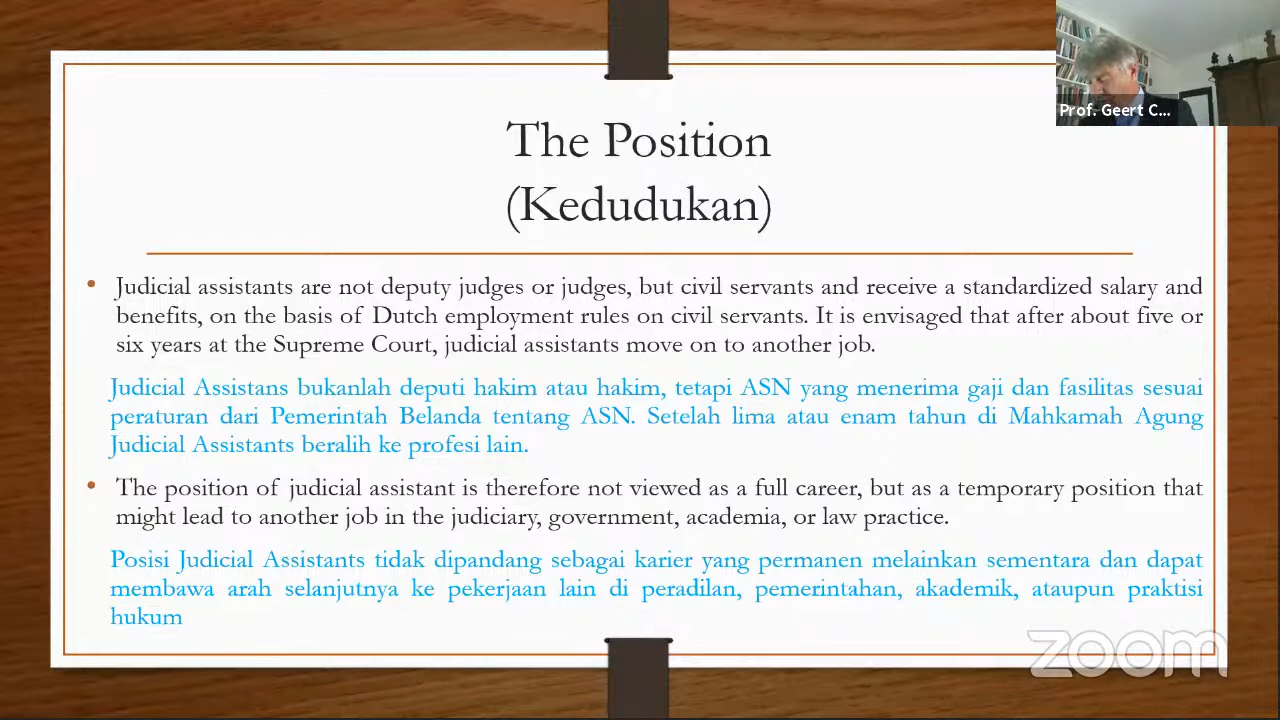 Prof. Geert C...
The Position
(Kedudukan)
• Judicial assistants are not deputy judges or judges, but civil servants and receive a standardized salary and
benefits, on the basis of Dutch employment rules on civil servants. It is envisaged that after about five or
six years at the Supreme Court, judicial assistants move on to another job.
Judicial Assistans bukanlah deputi hakim atau hakim, tetapi ASN yang menerima gaji dan fasilitas sesuai
peraturan dari Pemerintah Belanda tentang ASN. Setelah lima atau enam tahun di Mahkamah Agung
Judicial Assistants beralih ke profesi lain.
• The position of judicial assistant is therefore not viewed as a full career, but as a temporary position that
might lead to another job in the judiciary, government, academia, or law practice.
Posisi Judicial Assistants tidak dipandang sebagai karier yang permanen melainkan sementara dan dapat
membawa arah selanjutnya ke pekerjaan lain di peradilan, pemerintahan, akademik, ataupun praktisi
hukum
zoom